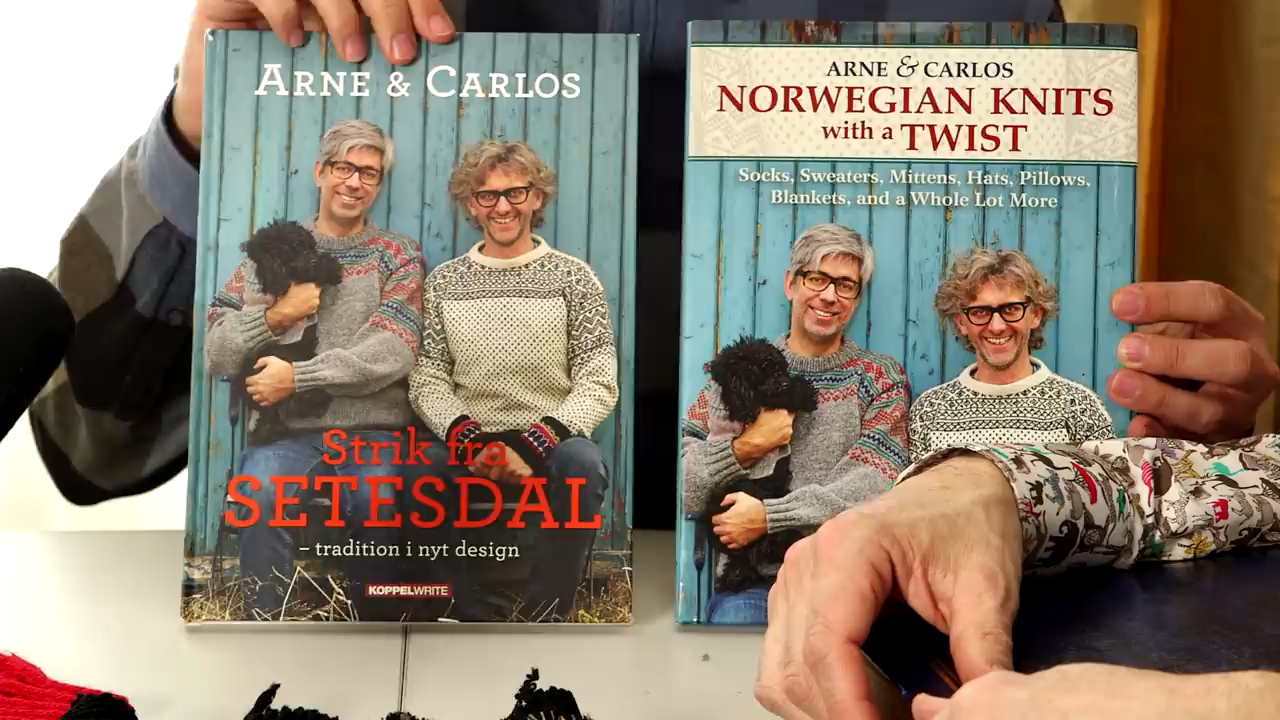 ARNE & CARLOS
Strik fra
SETESDAL
– tradition i nyt design
KOPPELWRITE
ARNE & CARLOS
NORWEGIAN KNITS
with a TWIST
Socks, Sweaters, Mittens, Hats, Pillows,
Blankets, and a Whole Lot More